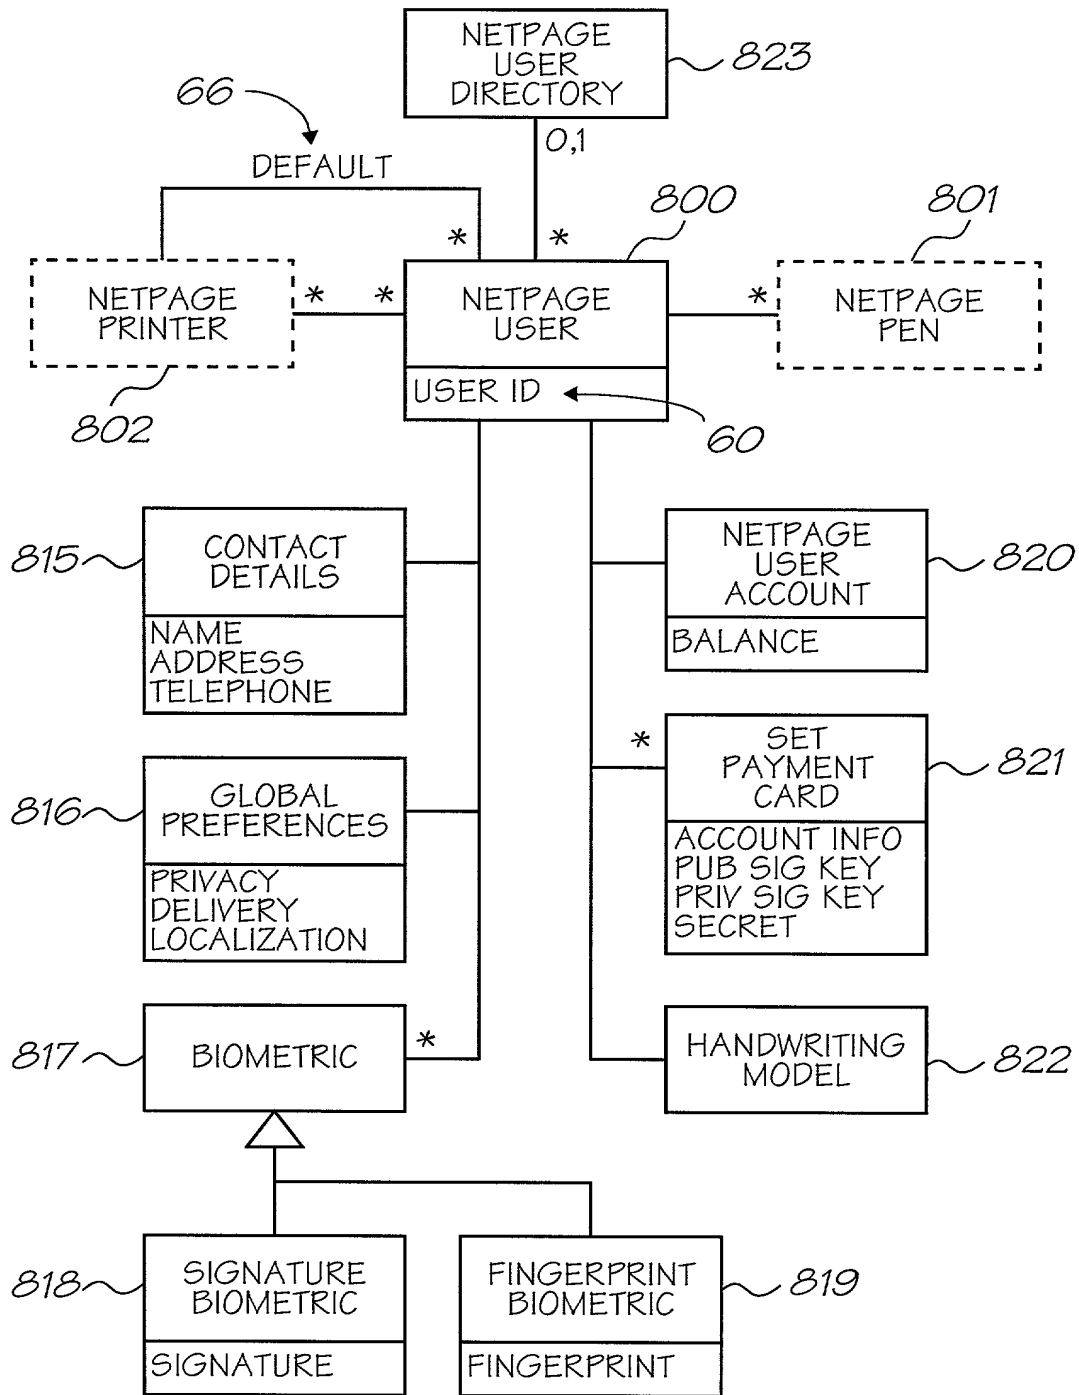 NETPAGE
USER
DIRECTORY
823
66
0,1
DEFAULT
800
801
*
*
NETPAGE
PRINTER
*
*
NETPAGE
USER
*
NETPAGE
PEN
802
USER ID
60
815
CONTACT
DETAILS
NAME
ADDRESS
TELEPHONE
NETPAGE
USER
ACCOUNT
820
BALANCE
816
GLOBAL
PREFERENCES
PRIVACY
DELIVERY
LOCALIZATION
*
SET
PAYMENT
CARD
821
ACCOUNT INFO
PUB SIG KEY
PRIV SIG KEY
SECRET
817
BIOMETRIC
*
HANDWRITING
MODEL
822
818
SIGNATURE
BIOMETRIC
SIGNATURE
FINGERPRINT
BIOMETRIC
819
FINGERPRINT